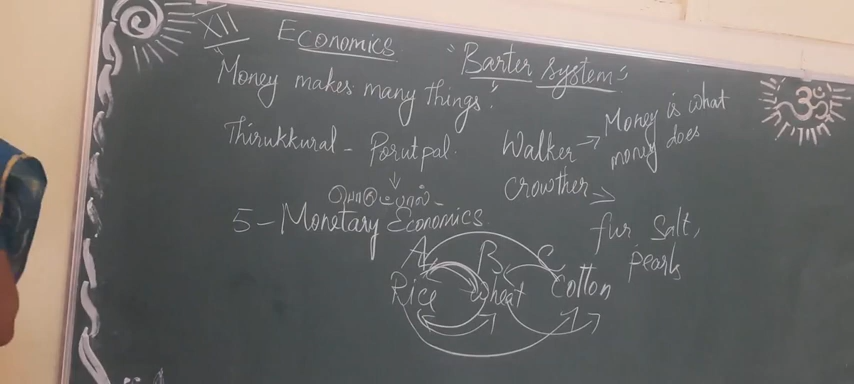 XII Economics "Barter System"
"Money makes many things".
Thirukkural - Porutpal.
↓
பொருட்பால்
Walker → Money is what
money does
Crowther →
fur Salt,
pearls
5 - Monetary Economics
A B C
Rice Wheat Cotton
ॐ